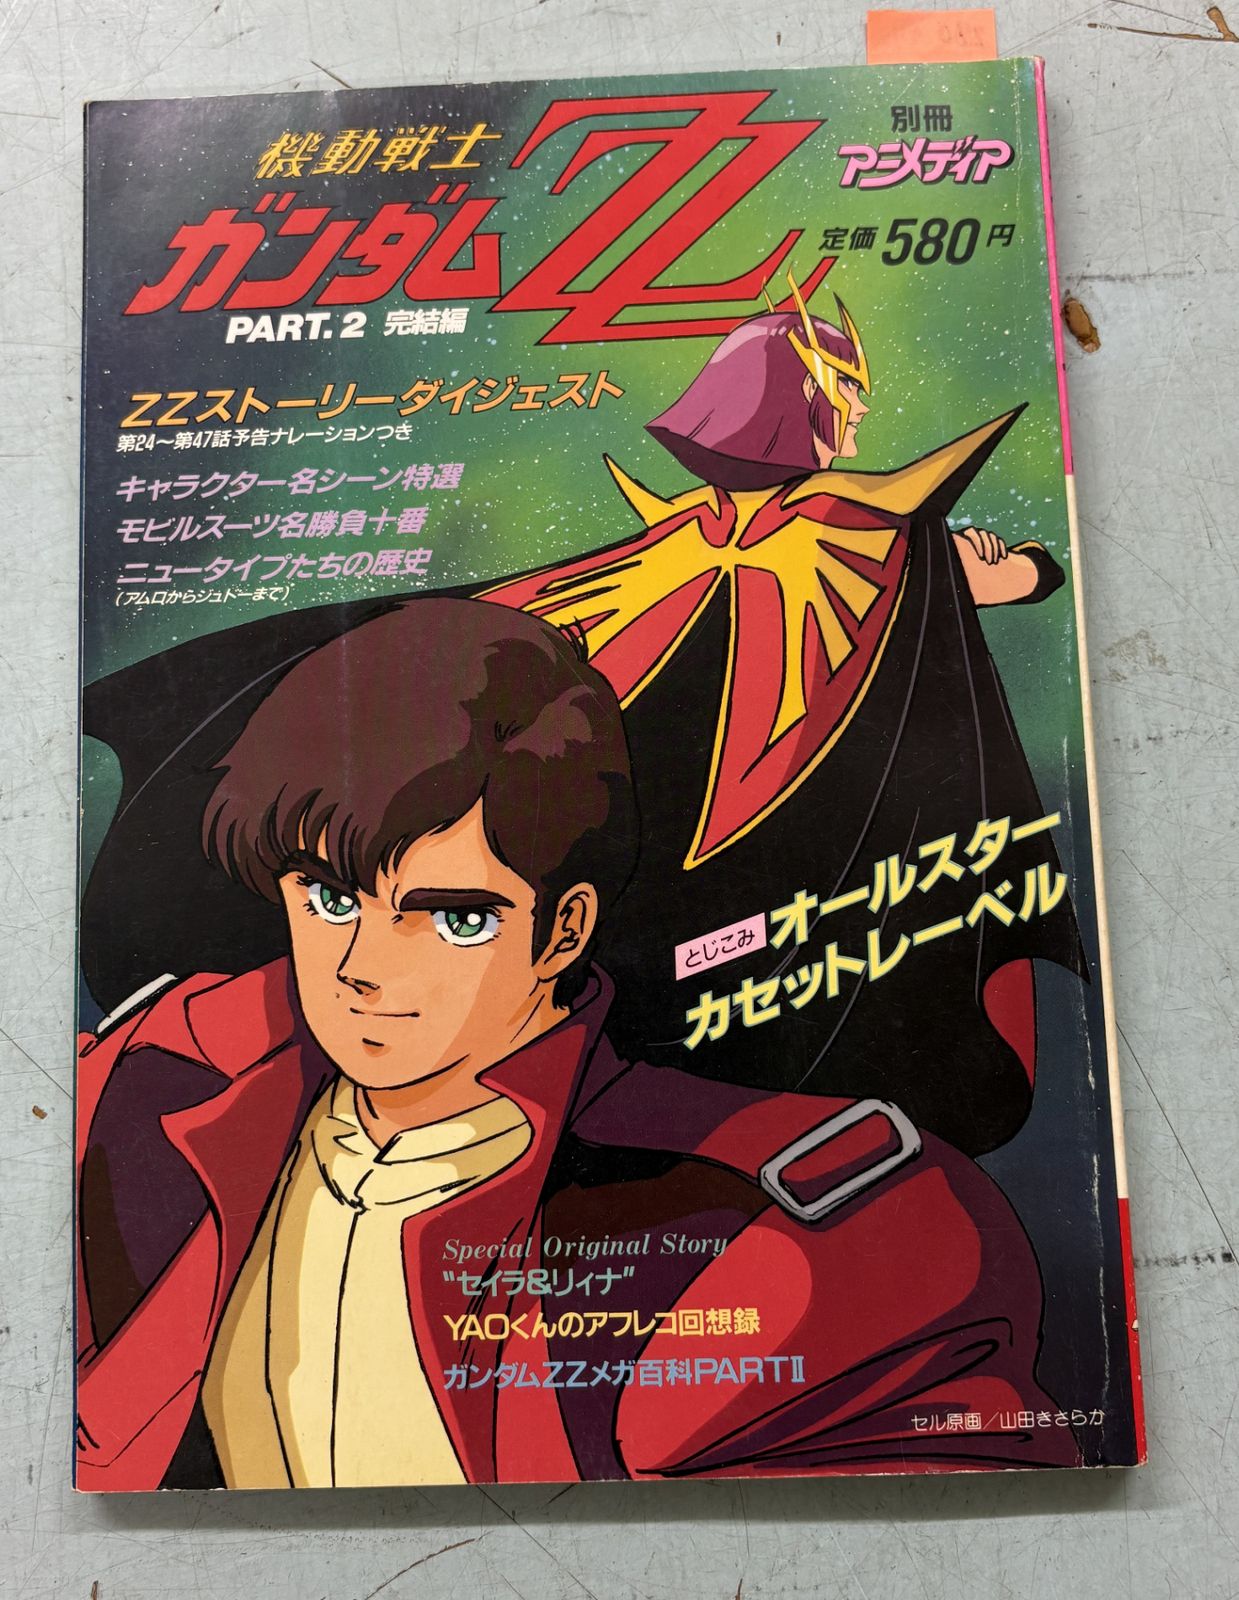 別冊
アニメディア
定価580円
機動戦士
ガンダムZZ
PART.2 完結編
ZZストーリーダイジェスト
第24〜第47話予告ナレーションつき
キャラクター名シーン特選
モビルスーツ名勝負十番
ニュータイプたちの歴史
(アムロからジュドーまで)
とじこみ オールスター
カセットレーベル
Special Original Story
"セイラ&リィナ"
YAOくんのアフレコ回想録
ガンダムZZメガ百科PARTⅡ
セル原画/山田きさらか